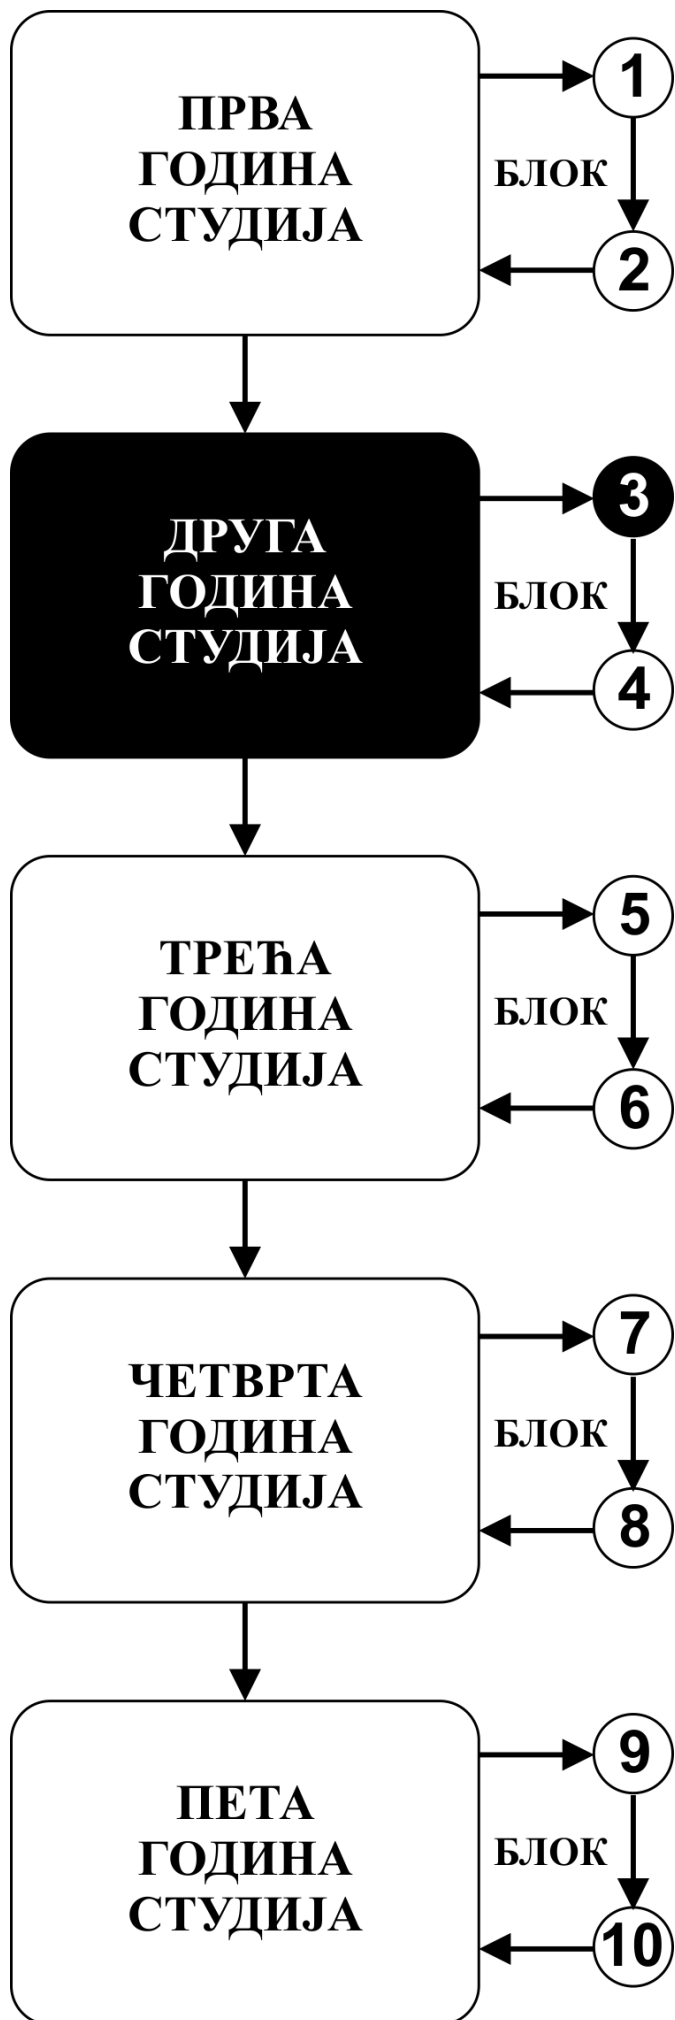 ПРВА
ГОДИНА
СТУДИЈА
1
БЛОК
2
ДРУГА
ГОДИНА
СТУДИЈА
3
БЛОК
4
ТРЕЋА
ГОДИНА
СТУДИЈА
5
БЛОК
6
ЧЕТВРТА
ГОДИНА
СТУДИЈА
7
БЛОК
8
ПЕТА
ГОДИНА
СТУДИЈА
9
БЛОК
10